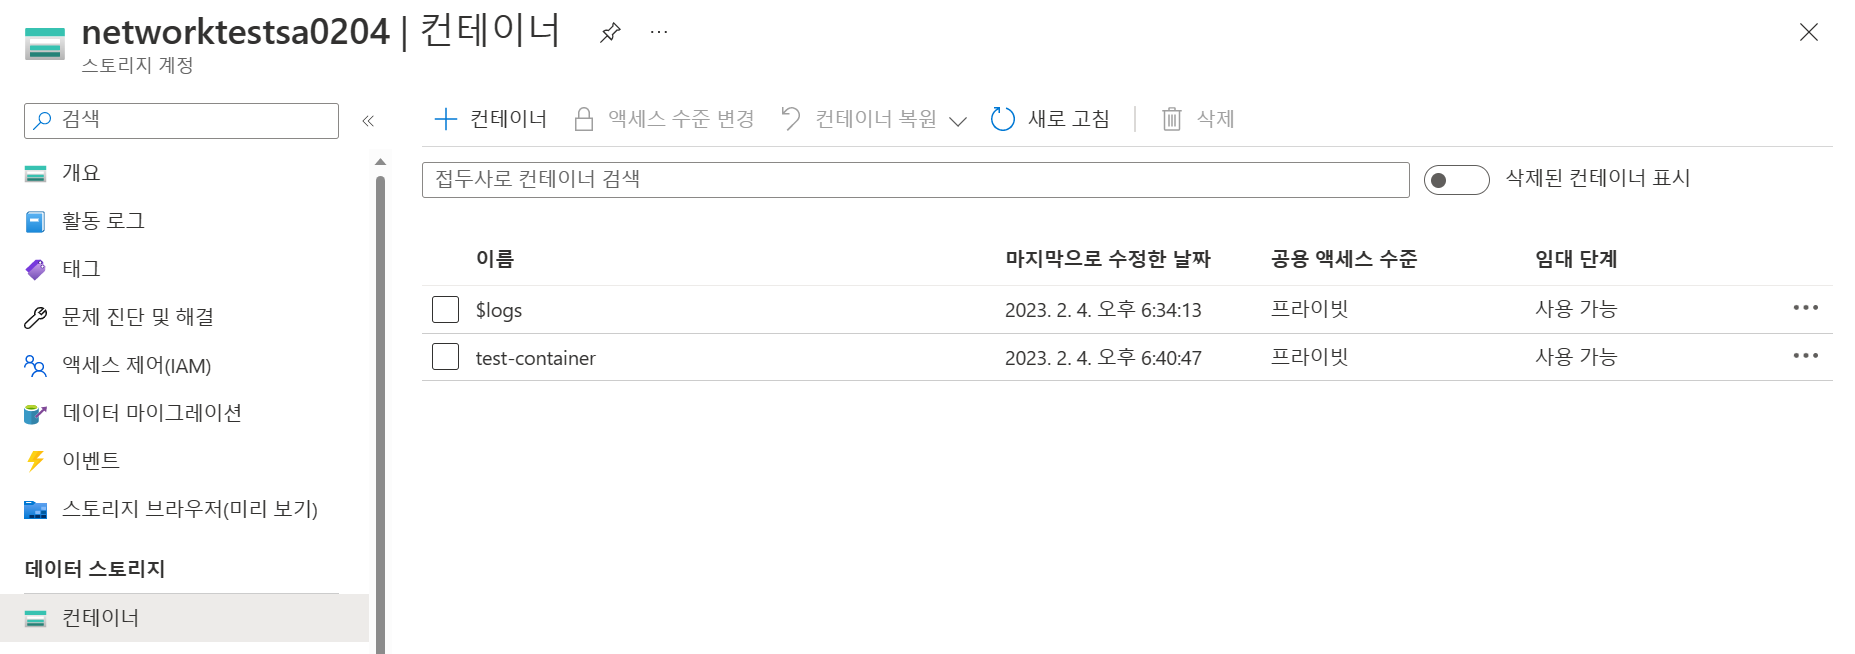 networktestsa0204 | 컨테이너 ...
스토리지 계정
검색
«
개요
활동 로그
태그
문제 진단 및 해결
액세스 제어(IAM)
데이터 마이그레이션
이벤트
스토리지 브라우저(미리 보기)
데이터 스토리지
컨테이너
컨테이너 액세스 수준 변경 컨테이너 복원 새로 고침 삭제
접두사로 컨테이너 검색 삭제된 컨테이너 표시
이름 마지막으로 수정한 날짜 공용 액세스 수준 임대 단계
$logs 2023. 2. 4. 오후 6:34:13 프라이빗 사용 가능 •••
test-container 2023. 2. 4. 오후 6:40:47 프라이빗 사용 가능 •••